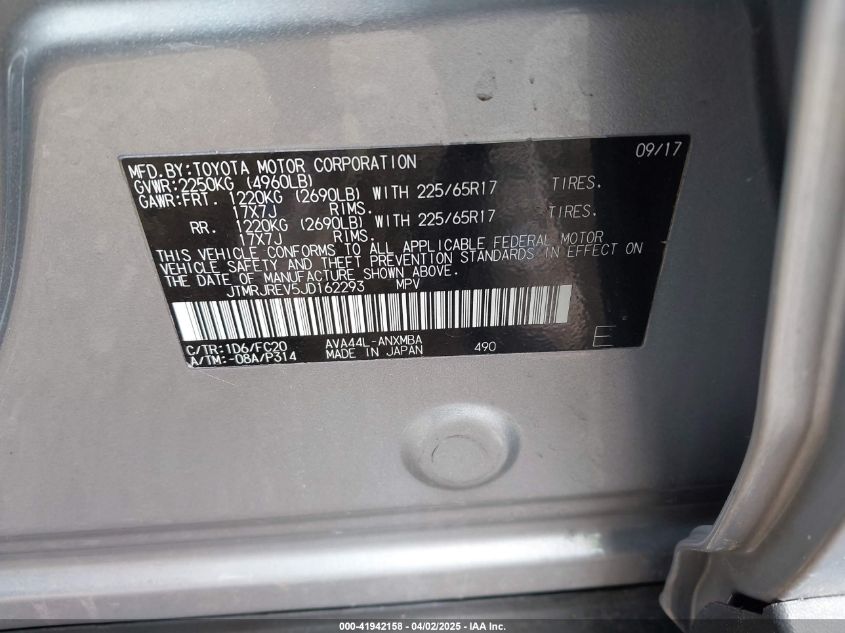 MFD.BY:TOYOTA MOTOR CORPORATION 09/17
GVWR:2250KG (4960LB)
GAWR:FRT. 1220KG (2690LB) WITH 225/65R17 TIRES.
17X7J RIMS.
RR. 1220KG (2690LB) WITH 225/65R17 TIRES.
17X7J RIMS.
THIS VEHICLE CONFORMS TO ALL APPLICABLE FEDERAL MOTOR
VEHICLE SAFETY AND THEFT PREVENTION STANDARDS IN EFFECT ON
THE DATE OF MANUFACTURE SHOWN ABOVE.
JTMRJREV5JD162293 MPV
C/TR:1D6/FC20 AVA44L-ANXMBA
A/TM:-08A/P314 MADE IN JAPAN 490 E
000-41942158 - 04/02/2025 - IAA Inc.